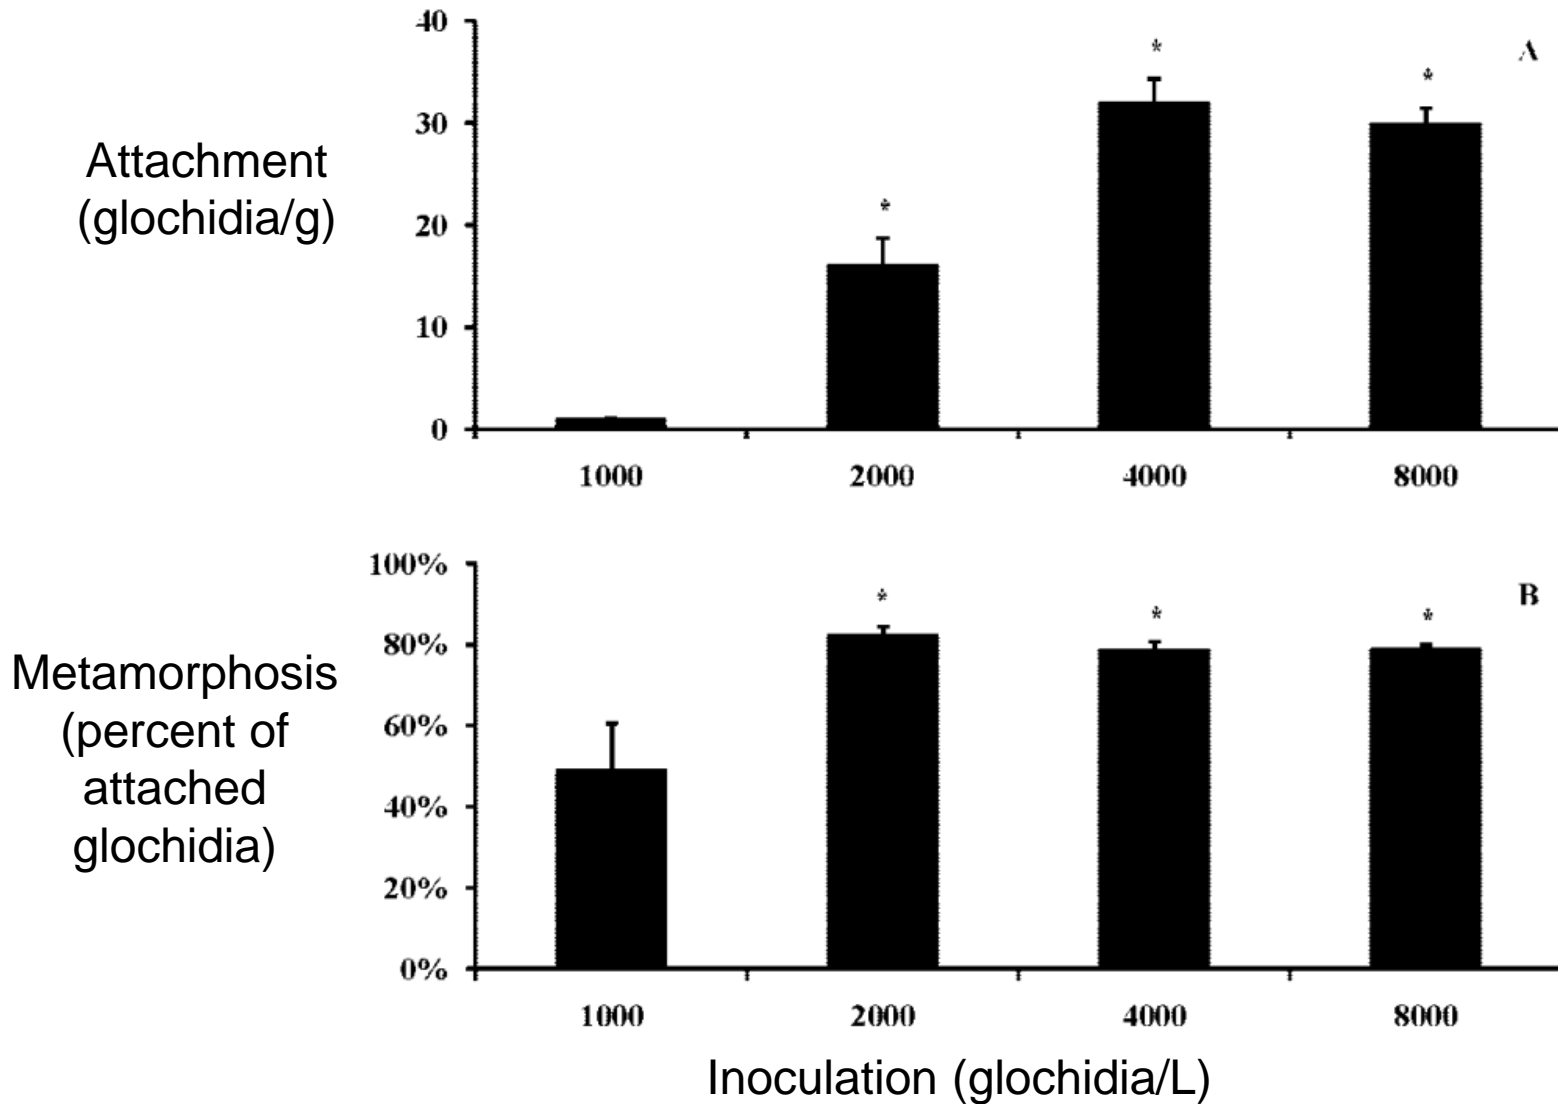 40
*
A
*
30
Attachment
(glochidia/g)
*
20
10
0
1000 2000 4000 8000
100%
*
B
*
*
80%
Metamorphosis
(percent of
attached
glochidia)
60%
40%
20%
0%
1000 2000 4000 8000
Inoculation (glochidia/L)